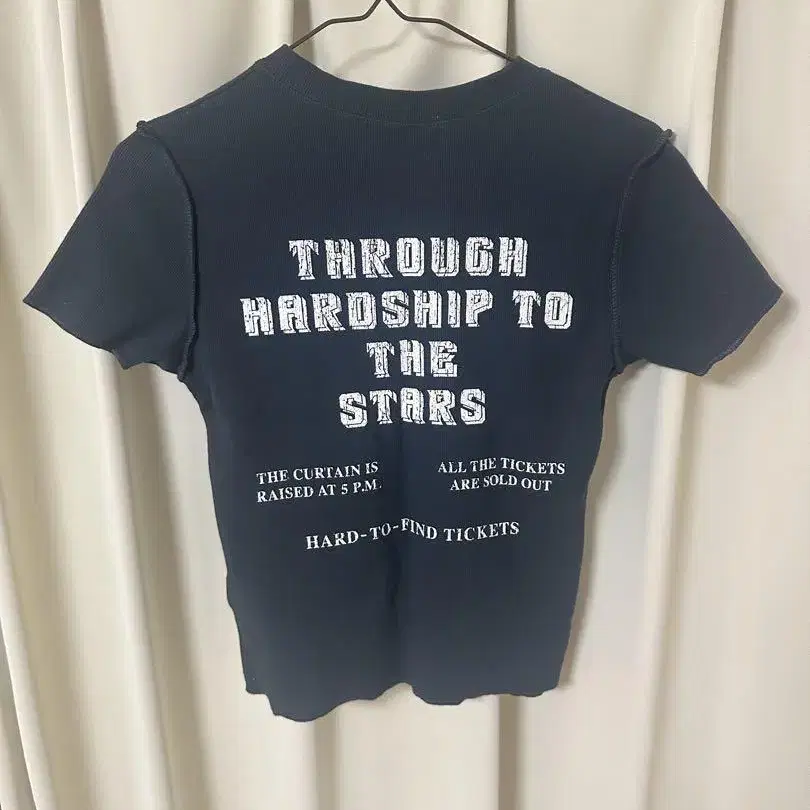 THROUGH
HARDSHIP TO
THE
STARS
THE CURTAIN IS
RAISED AT 5 P.M.
ALL THE TICKETS
ARE SOLD OUT
HARD-TO-FIND TICKETS